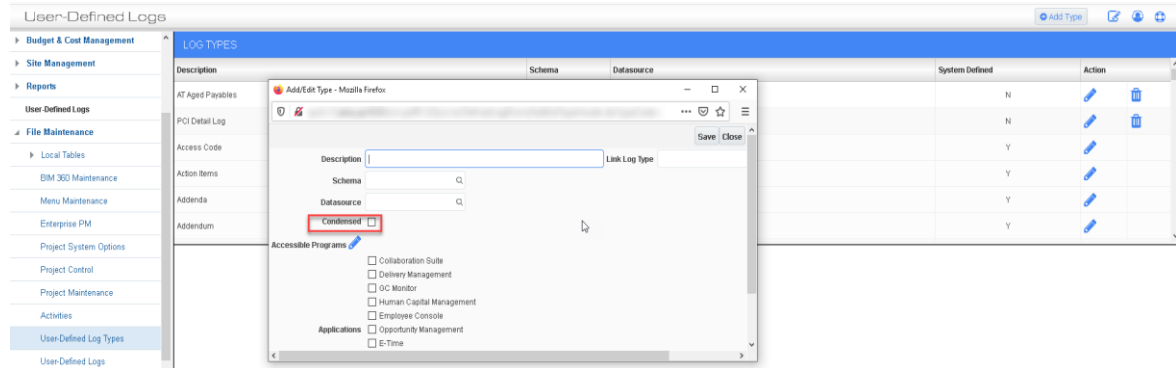 User-Defined Logs
Add Type
Budget & Cost Management
Site Management
Reports
User-Defined Logs
File Maintenance
Local Tables
BIM 360 Maintenance
Menu Maintenance
Enterprise PM
Project System Options
Project Control
Project Maintenance
Activities
User-Defined Log Types
User-Defined Logs
LOG TYPES
Description Schema Datasource System Defined Action
AT Aged Payables N
PCI Detail Log N
Access Code Y
Action Items Y
Addenda Y
Addendum Y
Add/Edit Type - Mozilla Firefox
Save Close
Description Link Log Type
Schema
Datasource
Condensed
Accessible Programs
Collaboration Suite
Delivery Management
GC Monitor
Human Capital Management
Employee Console
Applications Opportunity Management
E-Time